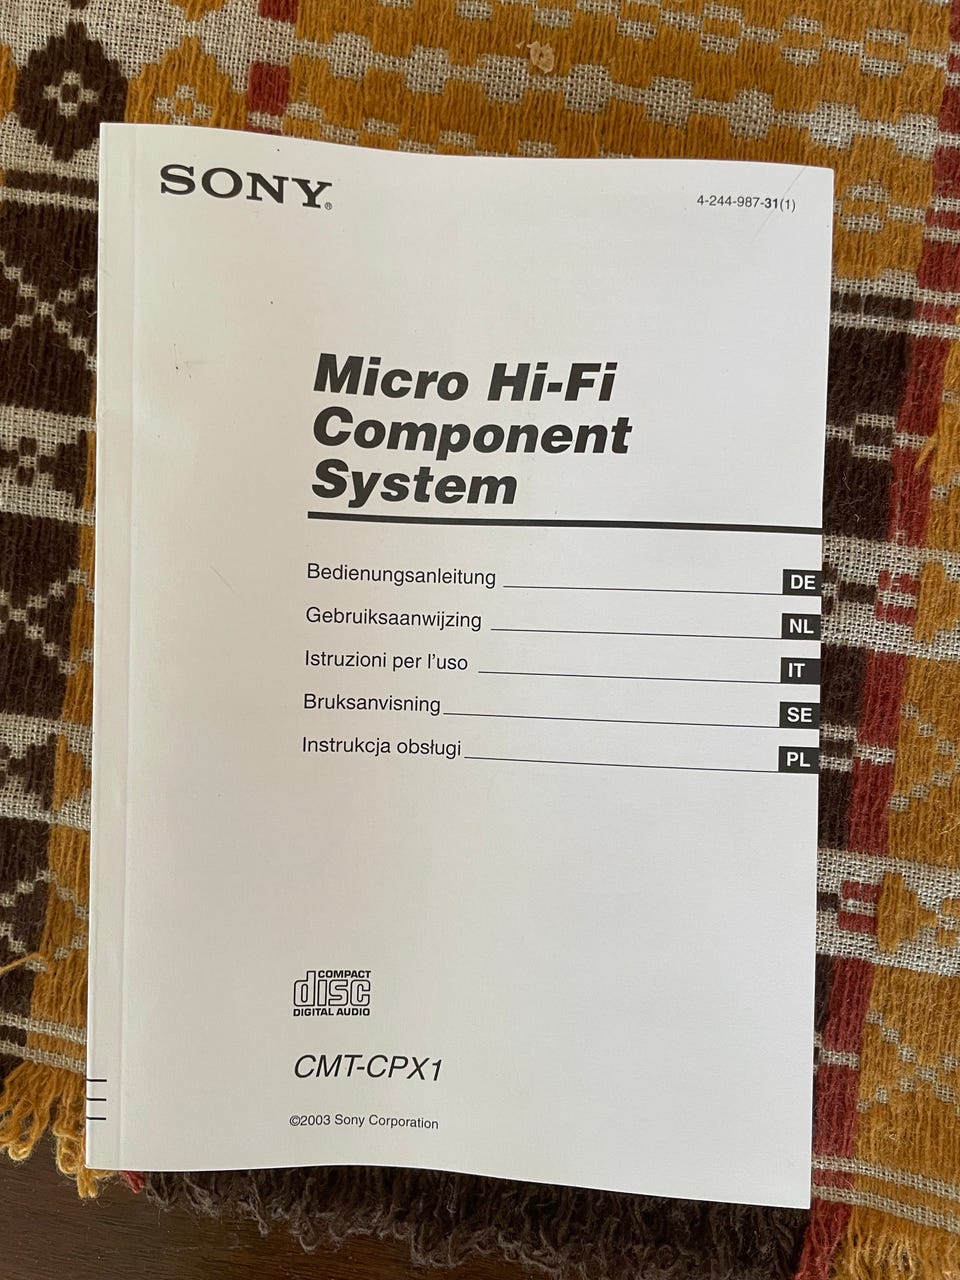 SONY®
4-244-987-31(1)
Micro Hi-Fi
Component
System
Bedienungsanleitung DE
Gebruiksaanwijzing NL
Istruzioni per l'uso IT
Bruksanvisning SE
Instrukcja obsługi PL
COMPACT
disc
DIGITAL AUDIO
CMT-CPX1
©2003 Sony Corporation